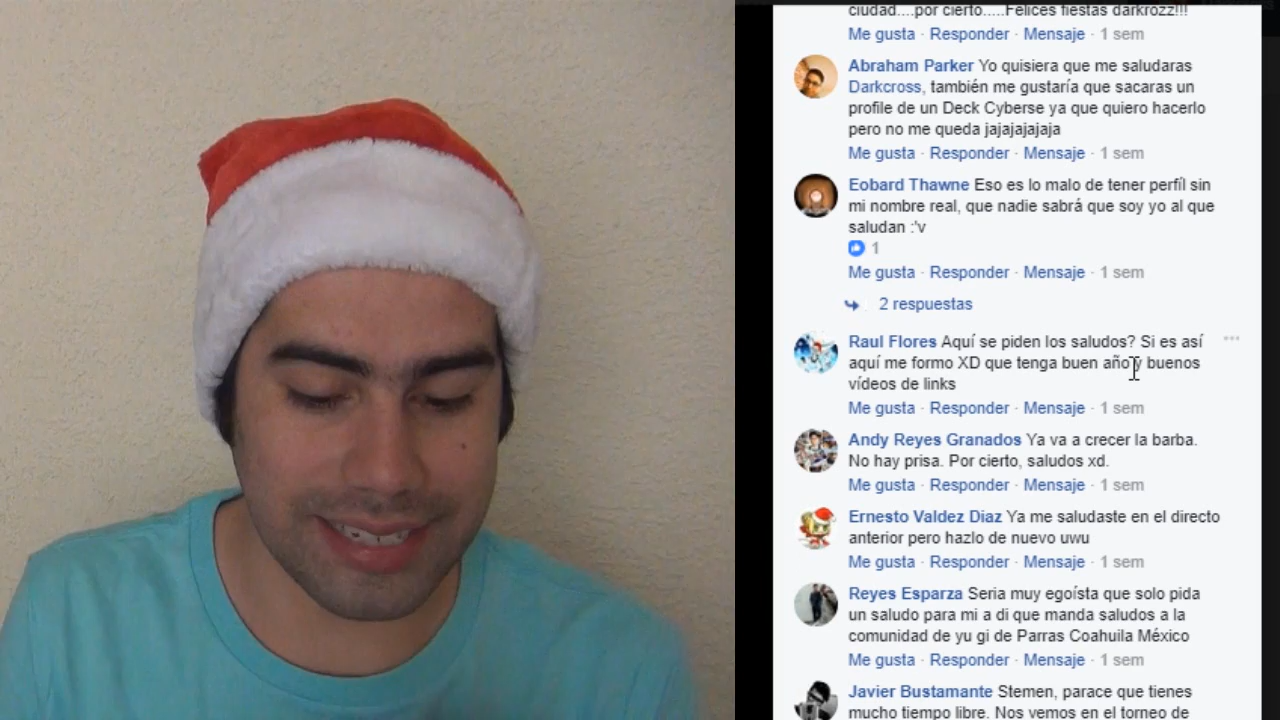 ciudad....por cierto.....Felices fiestas darkrozz!!!
Me gusta · Responder · Mensaje · 1 sem
Abraham Parker Yo quisiera que me saludaras
Darkcross, también me gustaría que sacaras un
profile de un Deck Cyberse ya que quiero hacerlo
pero no me queda jajajajajaja
Me gusta · Responder · Mensaje · 1 sem
Eobard Thawne Eso es lo malo de tener perfíl sin
mi nombre real, que nadie sabrá que soy yo al que
saludan :'v
1
Me gusta · Responder · Mensaje · 1 sem
2 respuestas
Raul Flores Aquí se piden los saludos? Si es así
aquí me formo XD que tenga buen año y buenos
vídeos de links
Me gusta · Responder · Mensaje · 1 sem
Andy Reyes Granados Ya va a crecer la barba.
No hay prisa. Por cierto, saludos xd.
Me gusta · Responder · Mensaje · 1 sem
Ernesto Valdez Diaz Ya me saludaste en el directo
anterior pero hazlo de nuevo uwu
Me gusta · Responder · Mensaje · 1 sem
Reyes Esparza Seria muy egoísta que solo pida
un saludo para mi a di que manda saludos a la
comunidad de yu gi de Parras Coahuila México
Me gusta · Responder · Mensaje · 1 sem
Javier Bustamante Stemen, parace que tienes
mucho tiempo libre. Nos vemos en el torneo de